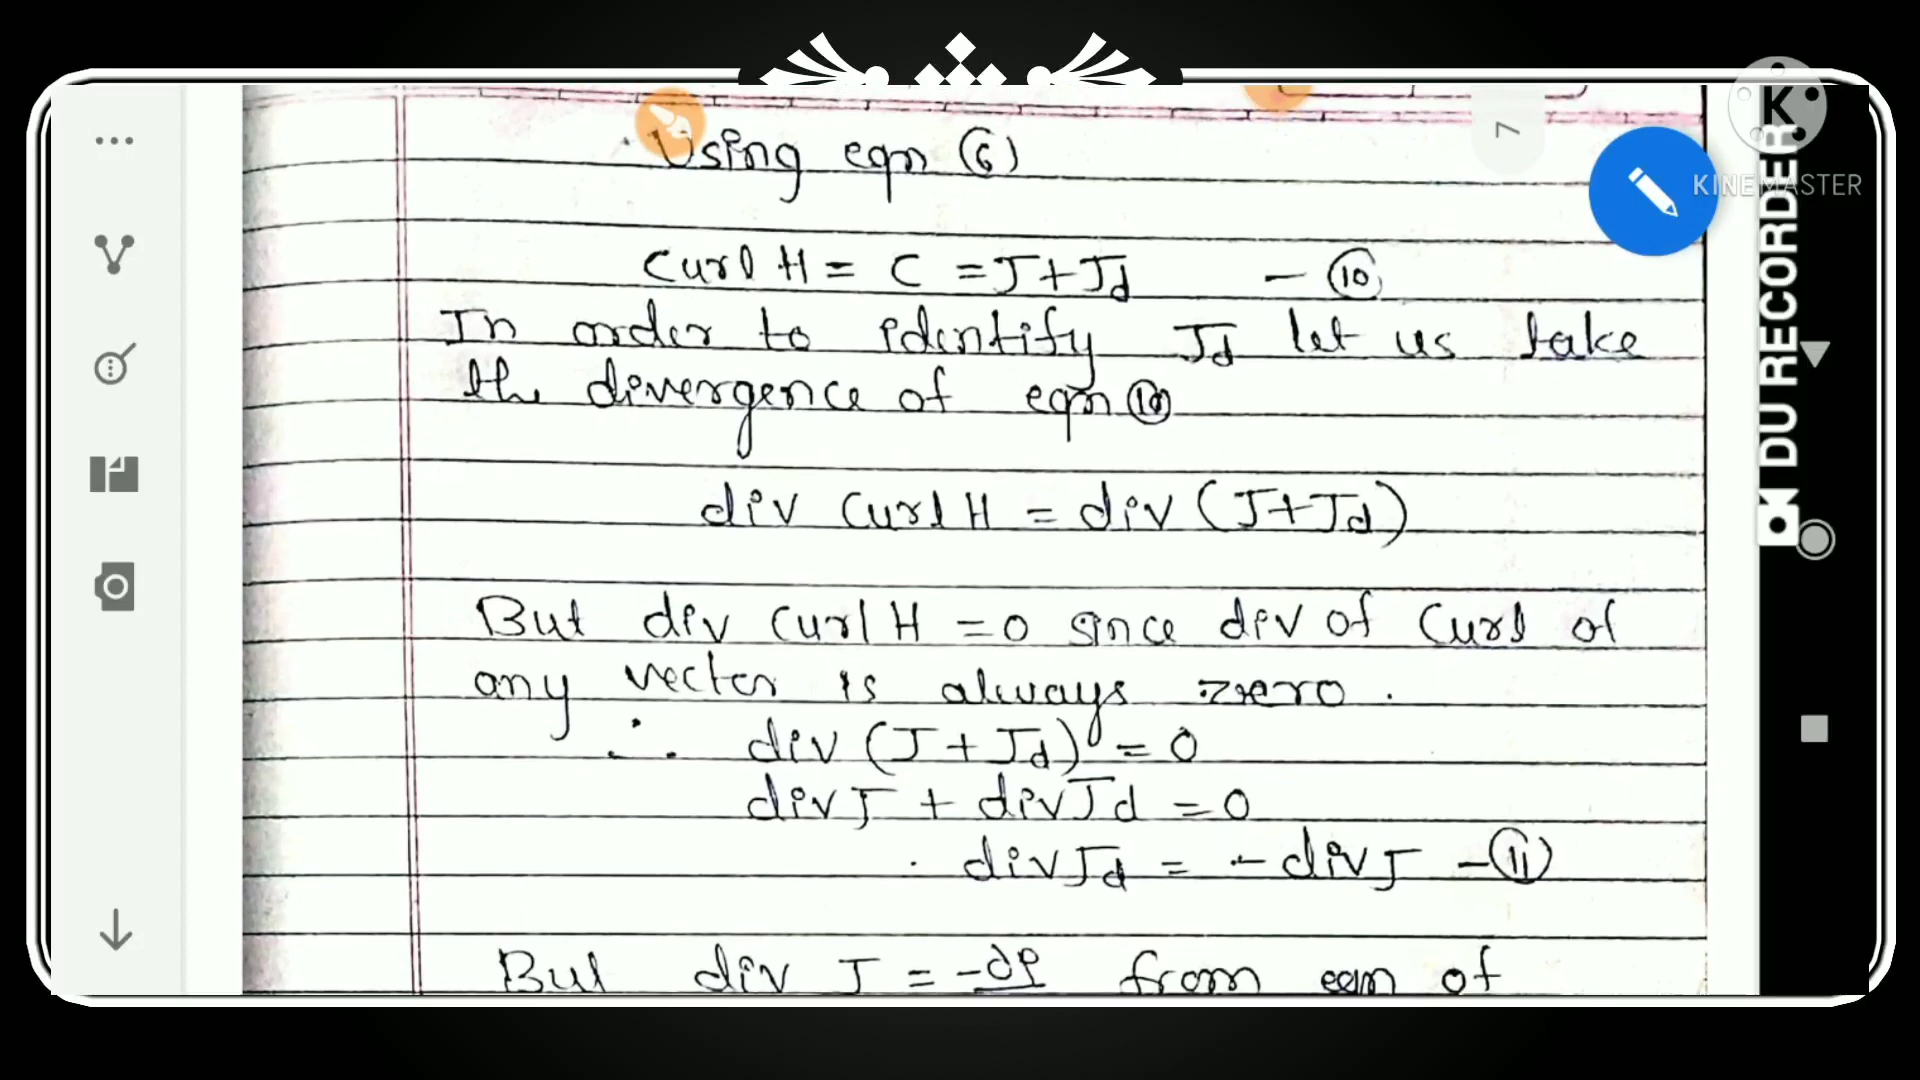 Using eqn (6)
Curl H = C = J+Jd - (10)
In order to identify Jd let us take
the divergence of eqn (10)
div Curl H = div (J+Jd)
But div Curl H = 0 since div of Curl of
any vector is always zero.
∴ div (J+Jd) = 0
div J + div Jd = 0
div Jd = - div J - (11)
But div J = -∂ρ from eqn of
7
K
KINEMASTER
DU RECORDER